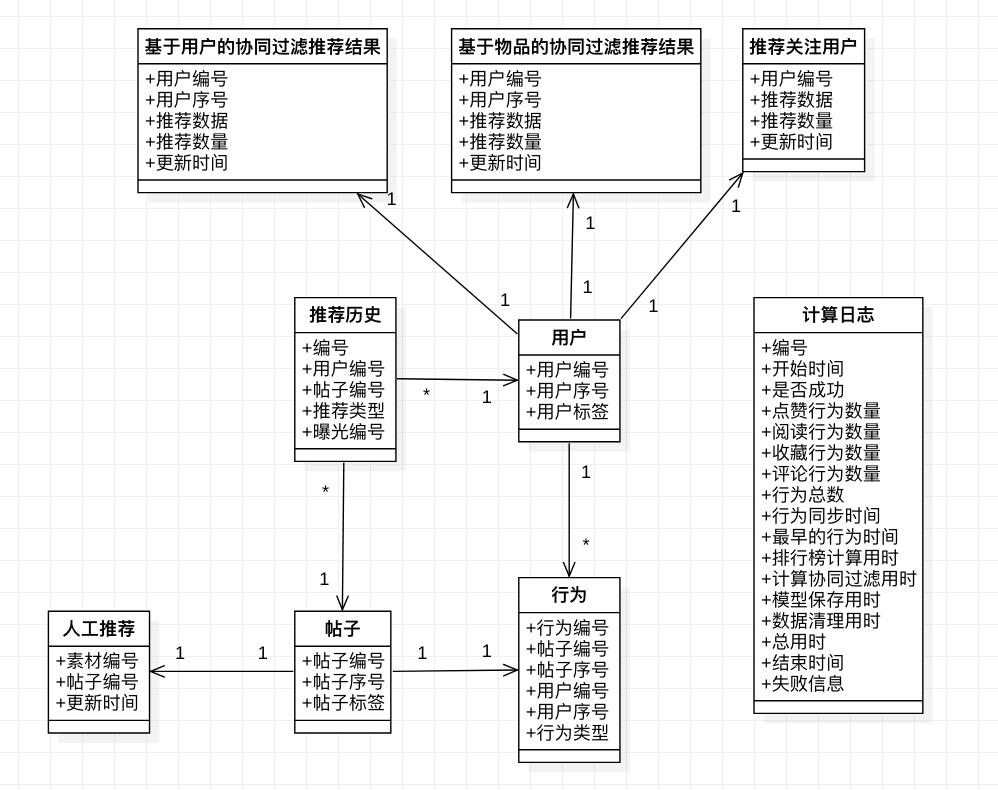 基于用户的协同过滤推荐结果
+用户编号
+用户序号
+推荐数据
+推荐数量
+更新时间
基于物品的协同过滤推荐结果
+用户编号
+用户序号
+推荐数据
+推荐数量
+更新时间
推荐关注用户
+用户编号
+推荐数据
+推荐数量
+更新时间
1
1
1
1
1
1
推荐历史
+编号
+用户编号
+帖子编号
+推荐类型
+曝光编号
*
1
用户
+用户编号
+用户序号
+用户标签
计算日志
+编号
+开始时间
+是否成功
+点赞行为数量
+阅读行为数量
+收藏行为数量
+评论行为数量
+行为总数
+行为同步时间
+最早的行为时间
+排行榜计算用时
+计算协同过滤用时
+模型保存用时
+数据清理用时
+总用时
+结束时间
+失败信息
*
1
1
*
人工推荐
+素材编号
+帖子编号
+更新时间
1
1
帖子
+帖子编号
+帖子序号
+帖子标签
1
1
行为
+行为编号
+帖子编号
+帖子序号
+用户编号
+用户序号
+行为类型